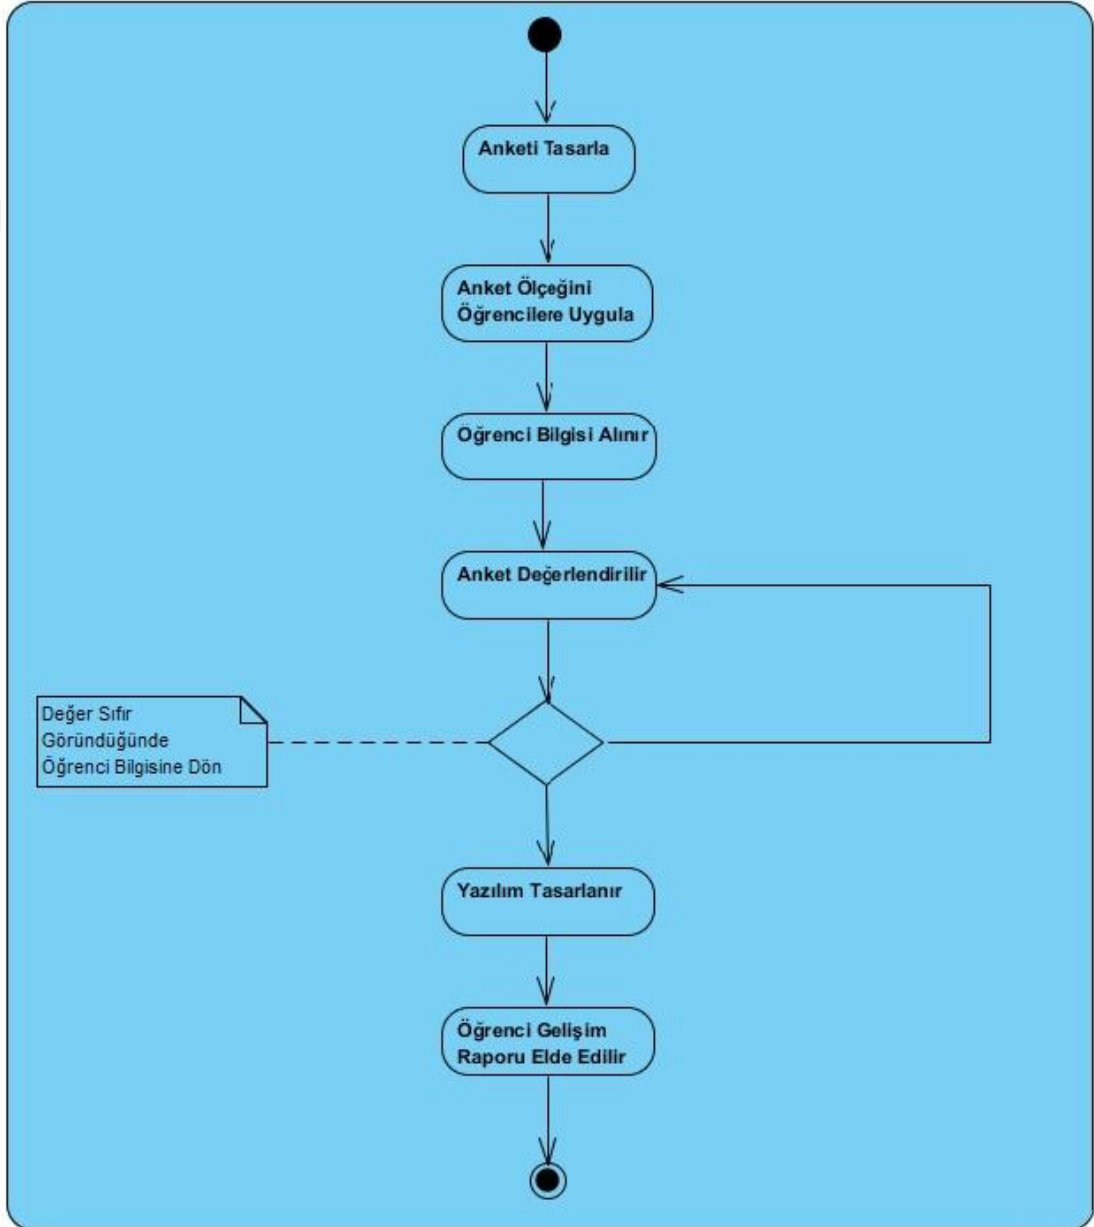 Anketi Tasarla
Anket Ölçeğini
Öğrencilere Uygula
Öğrenci Bilgisi Alınır
Anket Değerlendirilir
Değer Sıfır
Göründüğünde
Öğrenci Bilgisine Dön
Yazılım Tasarlanır
Öğrenci Gelişim
Raporu Elde Edilir